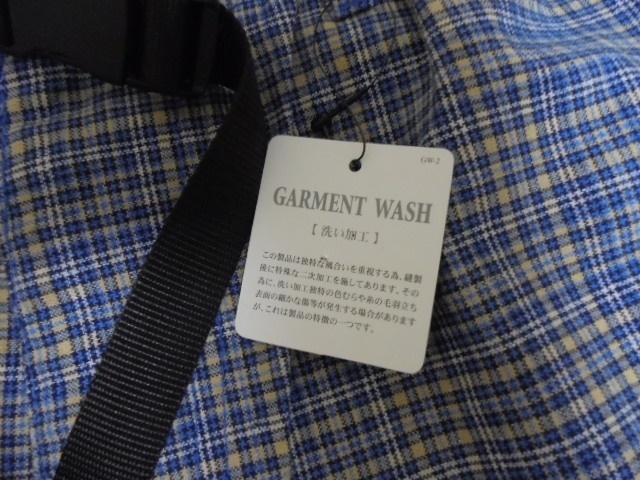 GW-2
GARMENT WASH
【 洗い加工 】
この製品は独特な風合いを重視する為、縫製
後に特殊な二次加工を施してあります。その
為に、洗い加工独特の色むらや糸の毛羽立ち
表面の細かな傷等が発生する場合があります
が、これは製品の特徴の一つです。